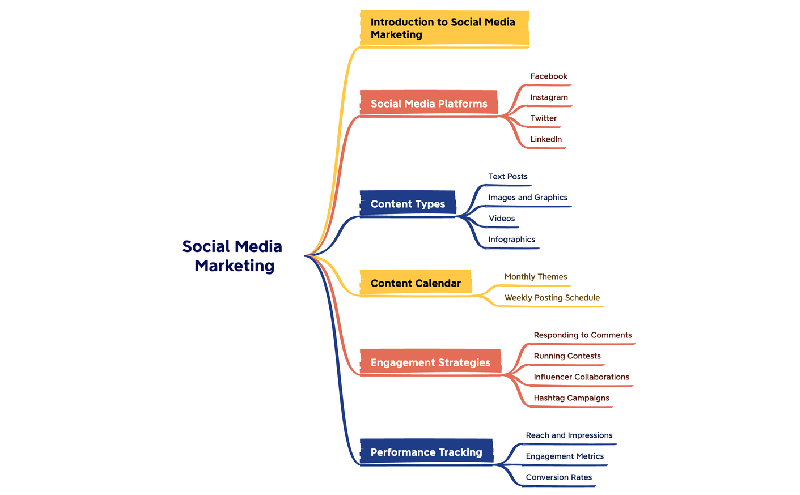 Introduction to Social Media
Marketing
Social Media Platforms
Facebook
Instagram
Twitter
LinkedIn
Content Types
Text Posts
Images and Graphics
Videos
Infographics
Social Media
Marketing
Content Calendar
Monthly Themes
Weekly Posting Schedule
Engagement Strategies
Responding to Comments
Running Contests
Influencer Collaborations
Hashtag Campaigns
Performance Tracking
Reach and Impressions
Engagement Metrics
Conversion Rates